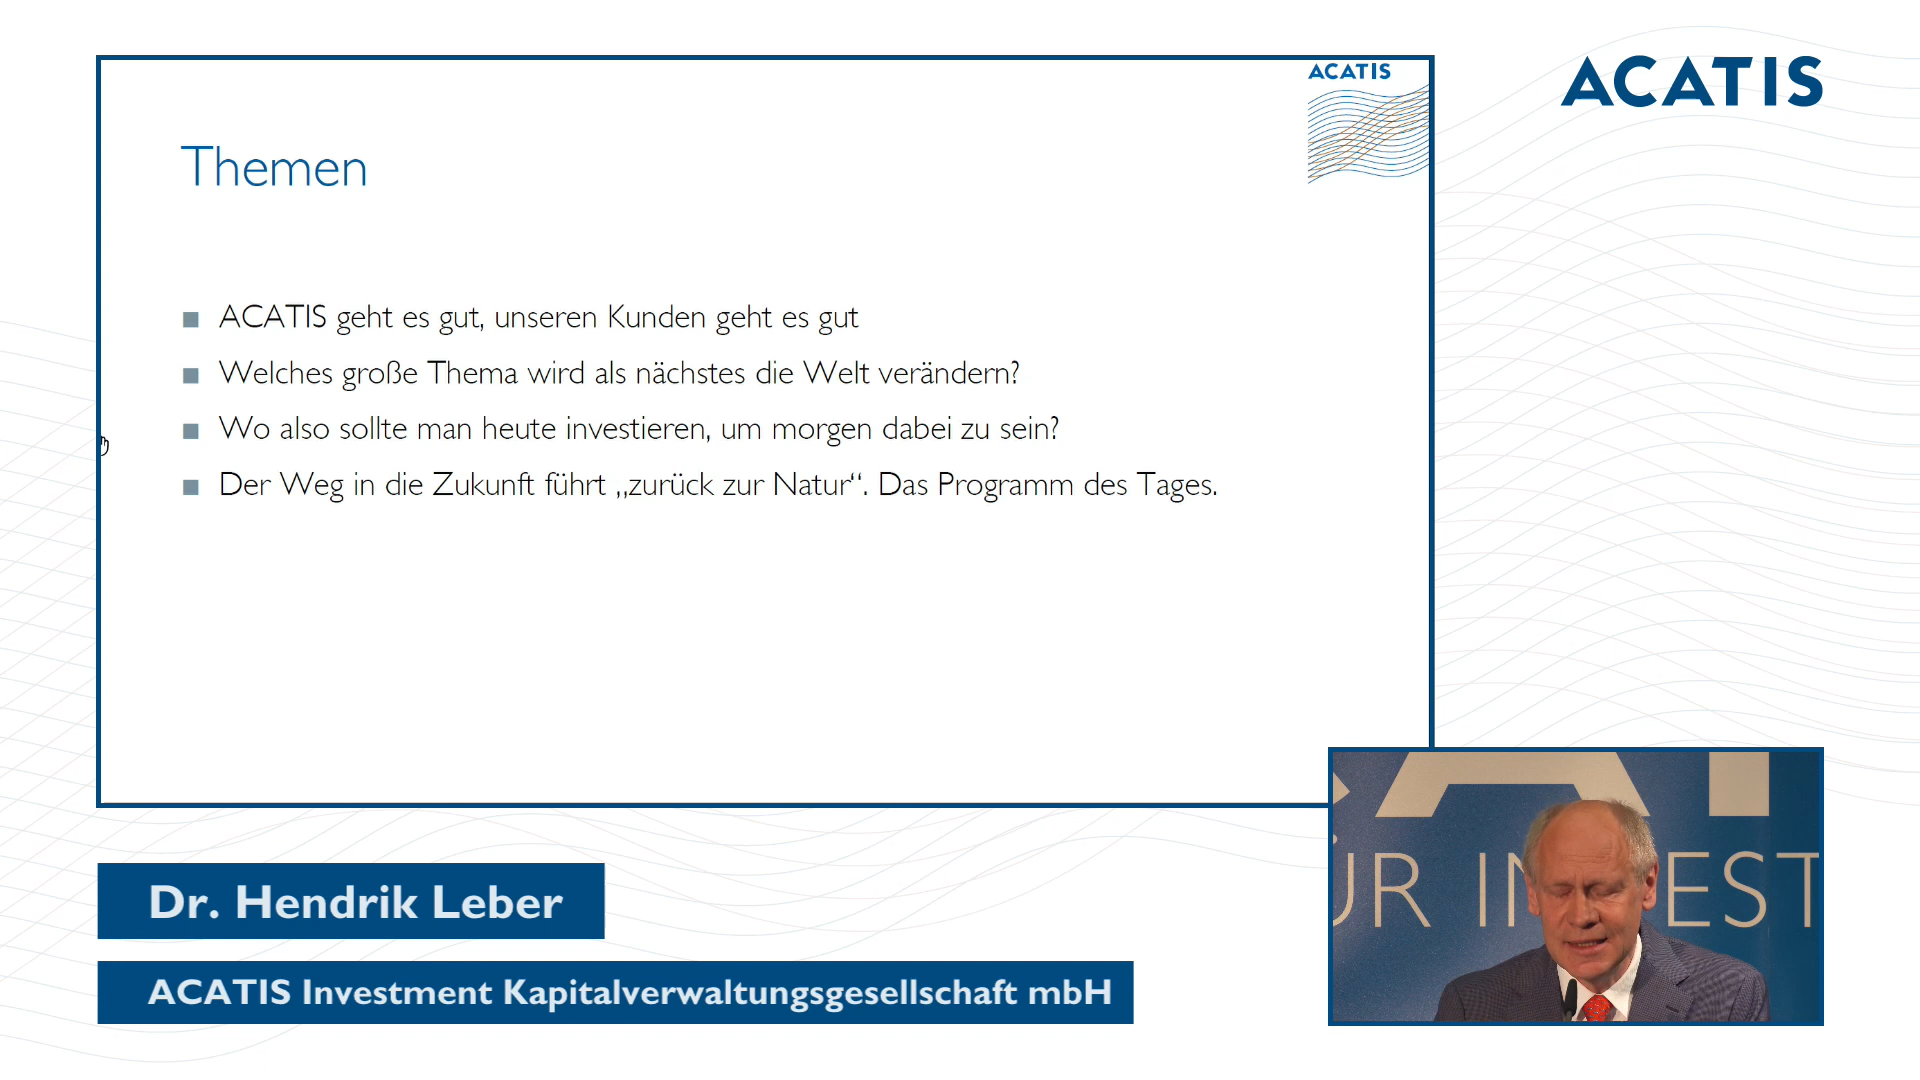 ACATIS
ACATIS
Themen
ACATIS geht es gut, unseren Kunden geht es gut
Welches große Thema wird als nächstes die Welt verändern?
Wo also sollte man heute investieren, um morgen dabei zu sein?
Der Weg in die Zukunft führt „zurück zur Natur“. Das Programm des Tages.
Dr. Hendrik Leber
ACATIS Investment Kapitalverwaltungsgesellschaft mbH